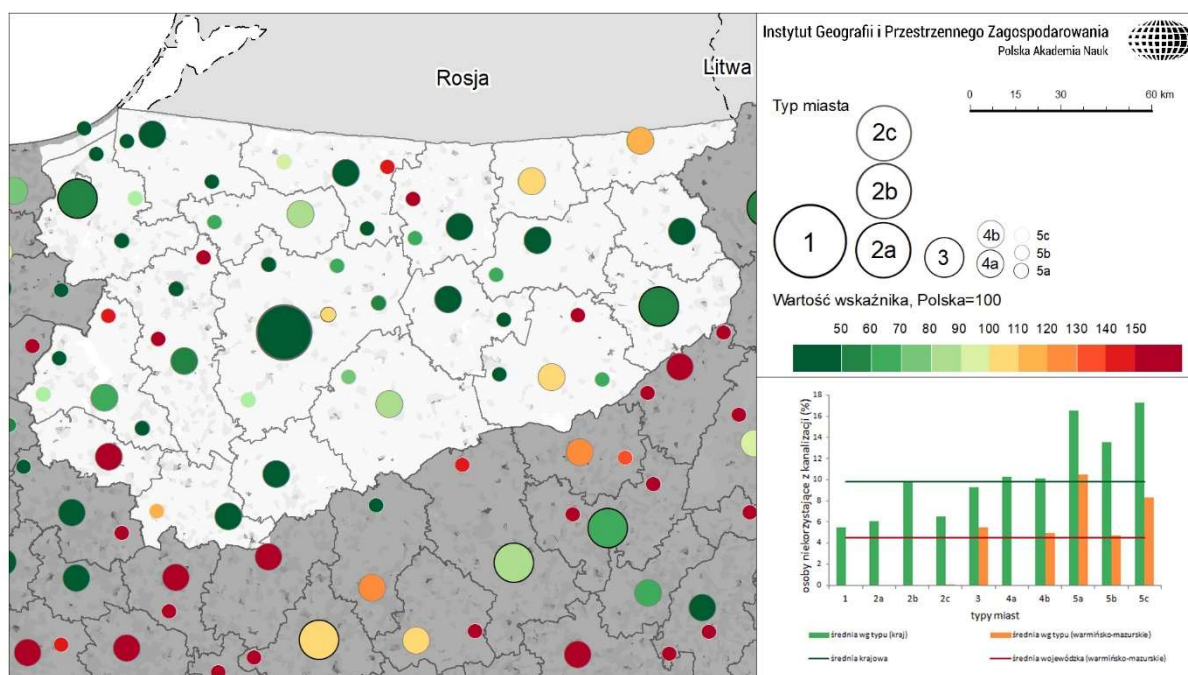 Rosja
Litwa
Instytut Geografii i Przestrzennego Zagospodarowania
Polska Akademia Nauk
0 15 30 60 km
Typ miasta
2c
2b
1
2a
3
4b
4a
5c
5b
5a
Wartość wskaźnika, Polska=100
50 60 70 80 90 100 110 120 130 140 150
osoby niekorzystające z kanalizacji (%)
18
16
14
12
10
8
6
4
2
0
1 2a 2b 2c 3 4a 4b 5a 5b 5c
typy miast
średnia wg typu (kraj)
średnia wg typu (warmińsko-mazurskie)
średnia krajowa
średnia wojewódzka (warmińsko-mazurskie)